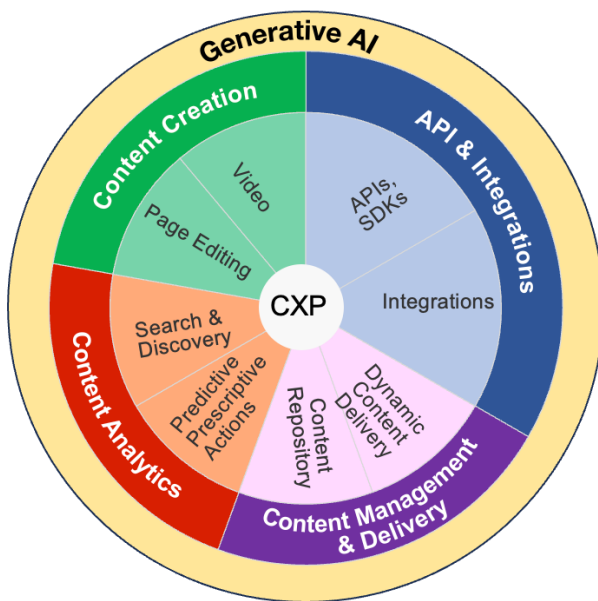 Generative AI
Content Creation
API & Integrations
Video
APIs,
SDKs
Page Editing
CXP
Integrations
Search &
Discovery
Predictive
Prescriptive
Actions
Content
Repository
Dynamic
Content
Delivery
Content Analytics
Content Management
& Delivery